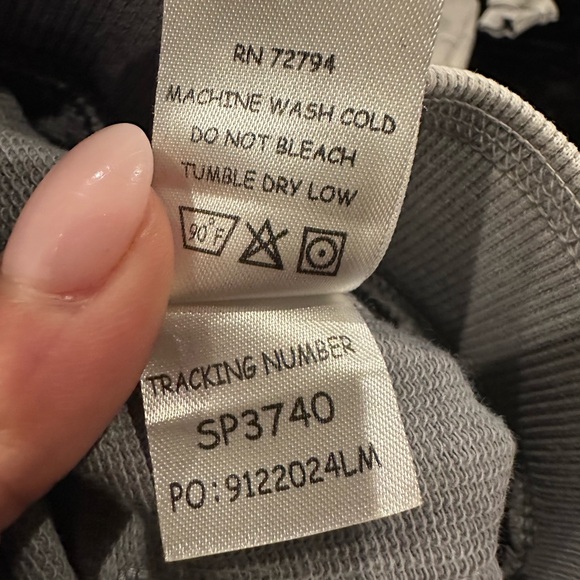 RN 72794
MACHINE WASH COLD
DO NOT BLEACH
TUMBLE DRY LOW
90°F
TRACKING NUMBER
SP3740
PO:9122024LM